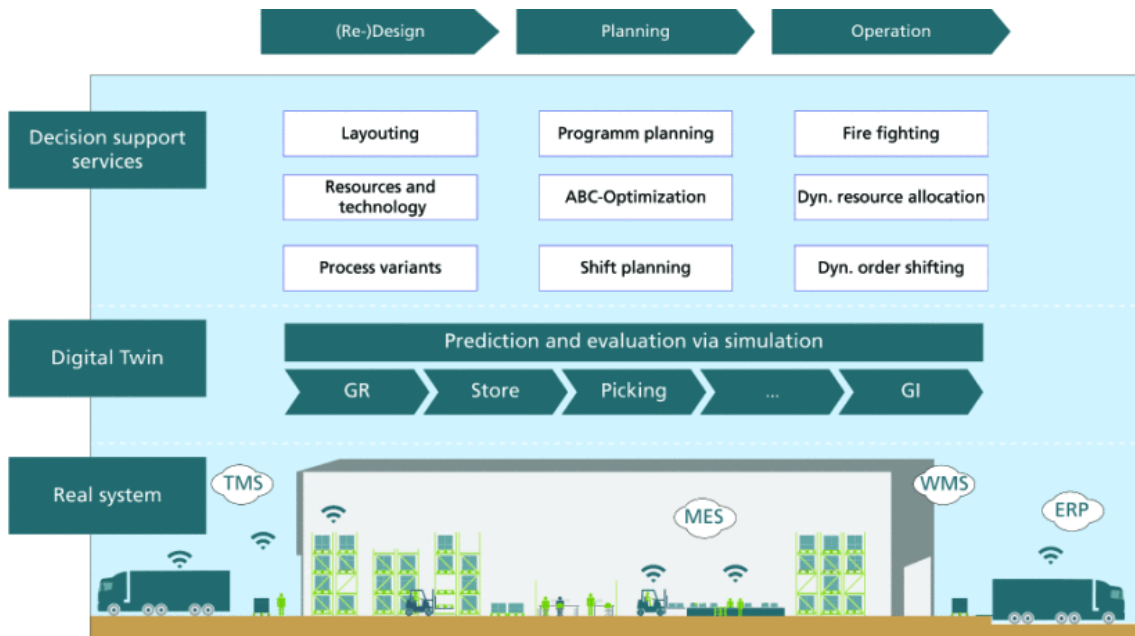 (Re-)Design
Planning
Operation
Decision support
services
Layouting
Programm planning
Fire fighting
Resources and
technology
ABC-Optimization
Dyn. resource allocation
Process variants
Shift planning
Dyn. order shifting
Digital Twin
Prediction and evaluation via simulation
GR
Store
Picking
...
GI
Real system
TMS
MES
WMS
ERP